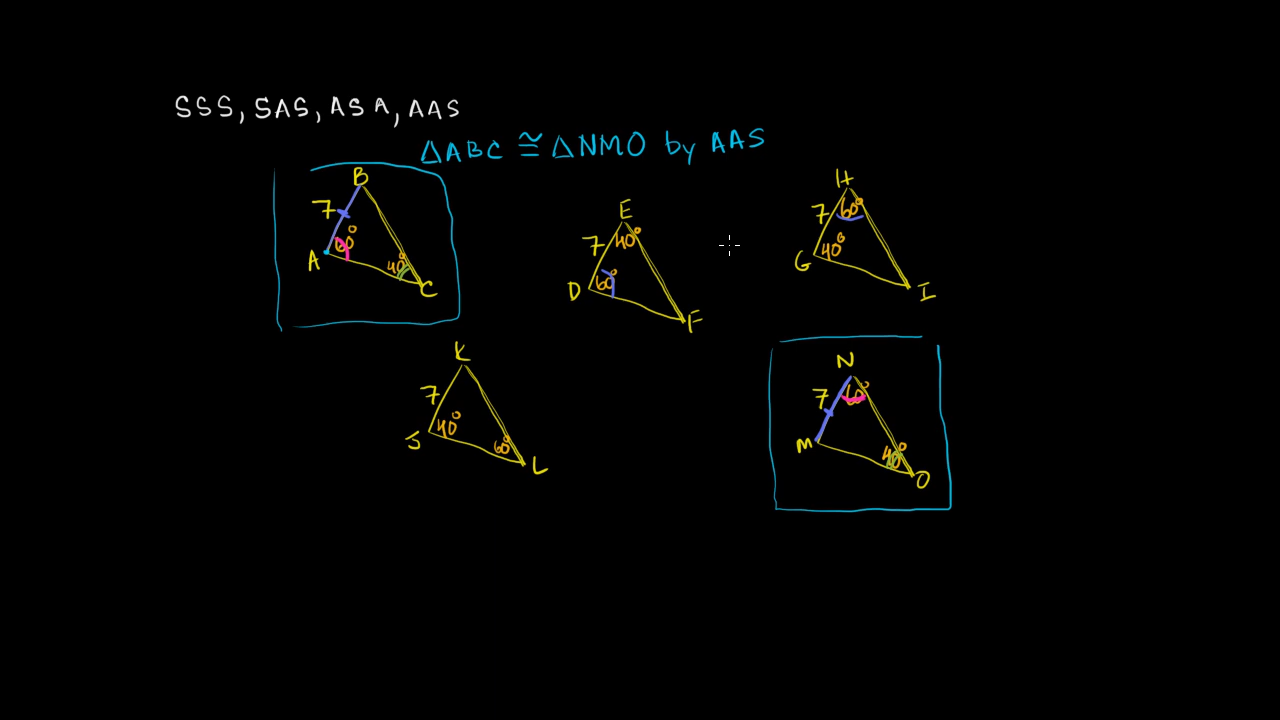 SSS, SAS, ASA, AAS
△ABC ≅ △NMO by AAS
B
7
60°
A
40°
C
E
7
40°
D
60°
F
H
7
60°
G
40°
I
K
7
40°
J
60°
L
N
7
60°
M
40°
O